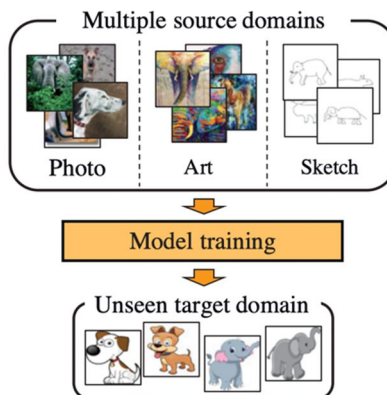 Multiple source domains
Photo
Art
Sketch
Model training
Unseen target domain